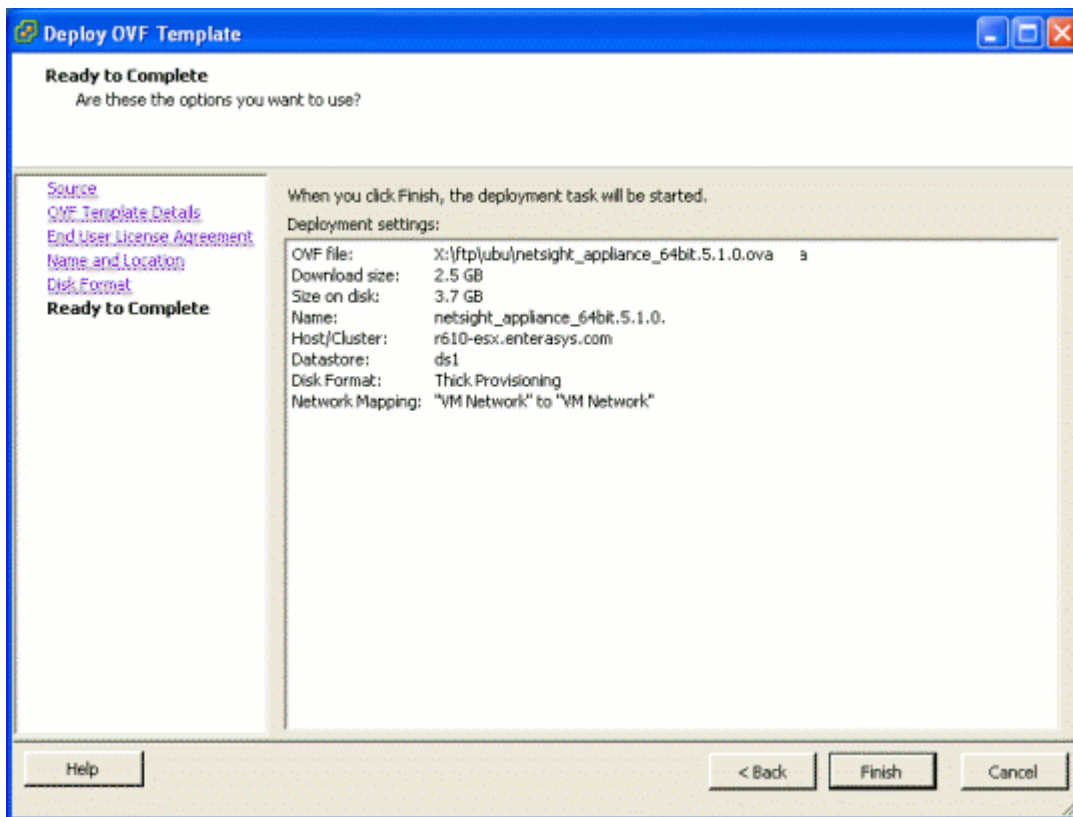 Deploy OVF Template
Ready to Complete
Are these the options you want to use?
Source
OVF Template Details
End User License Agreement
Name and Location
Disk Format
Ready to Complete
When you click Finish, the deployment task will be started.
Deployment settings:
OVF file: X:\ftp\ubu\netsight_appliance_64bit.5.1.0.ova a
Download size: 2.5 GB
Size on disk: 3.7 GB
Name: netsight_appliance_64bit.5.1.0.
Host/Cluster: r610-esx.enterasys.com
Datastore: ds1
Disk Format: Thick Provisioning
Network Mapping: "VM Network" to "VM Network"
Help
< Back
Finish
Cancel